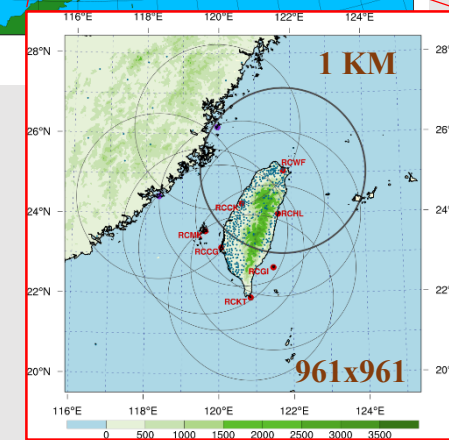 116°E 118°E 120°E 122°E 124°E
28°N 28°N
1 KM
26°N 26°N
RCWF
RCCK
24°N RCHL 24°N
RCMK
RCCG
RCGI
22°N RCKT 22°N
20°N 961x961 20°N
116°E 118°E 120°E 122°E 124°E
0 500 1000 1500 2000 2500 3000 3500